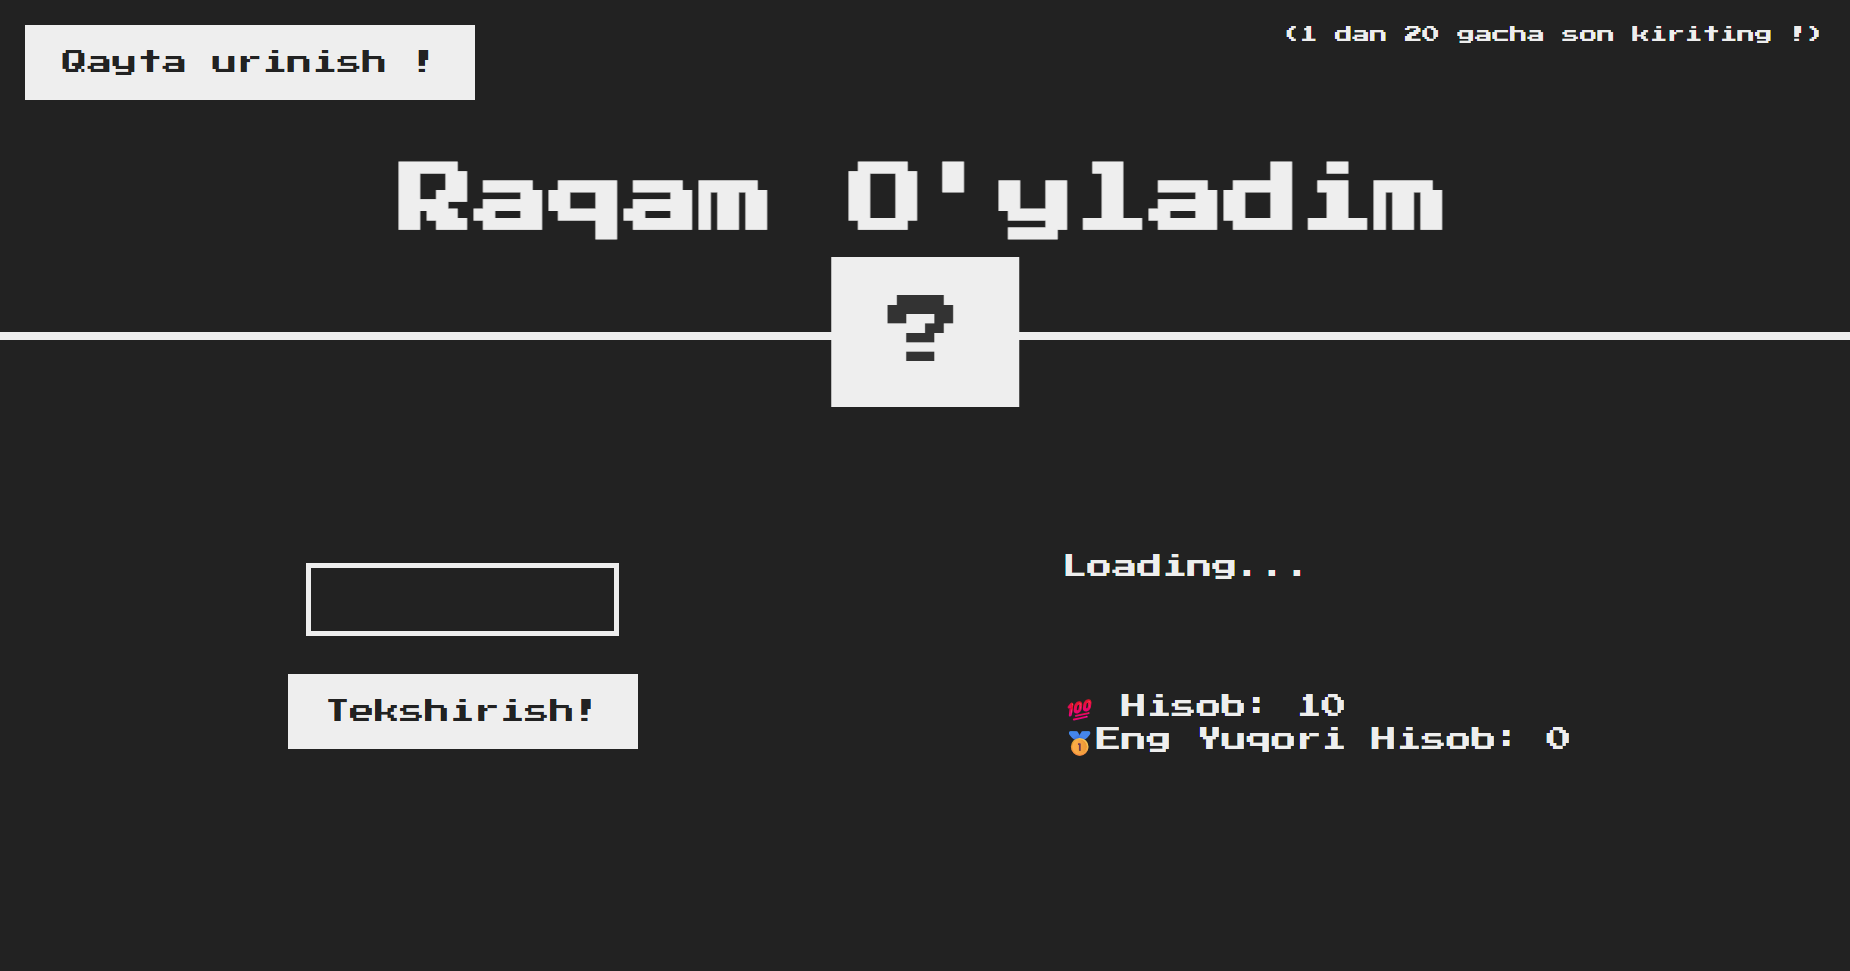 Qayta urinish !
(1 dan 20 gacha son kiriting !)
Raqam O'yladim
?
Loading...
Tekshirish!
💯 Hisob: 10
🥇Eng Yuqori Hisob: 0